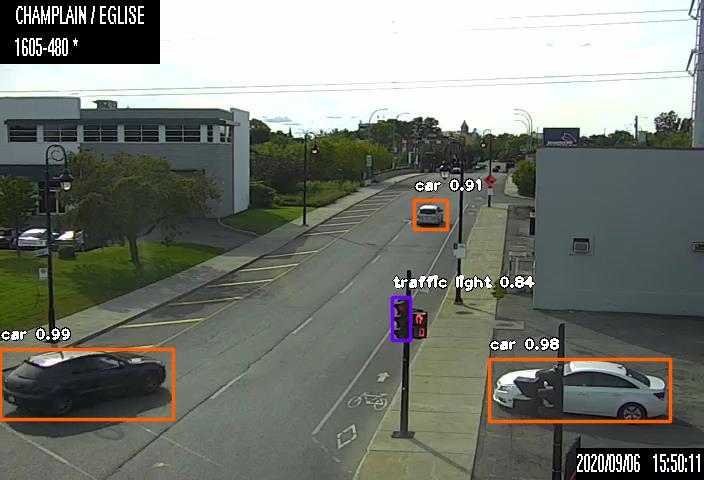 CHAMPLAIN / EGLISE
1605-480 *
car 0.91
traffic light 0.84
car 0.99
car 0.98
2020/09/06 15:50:11